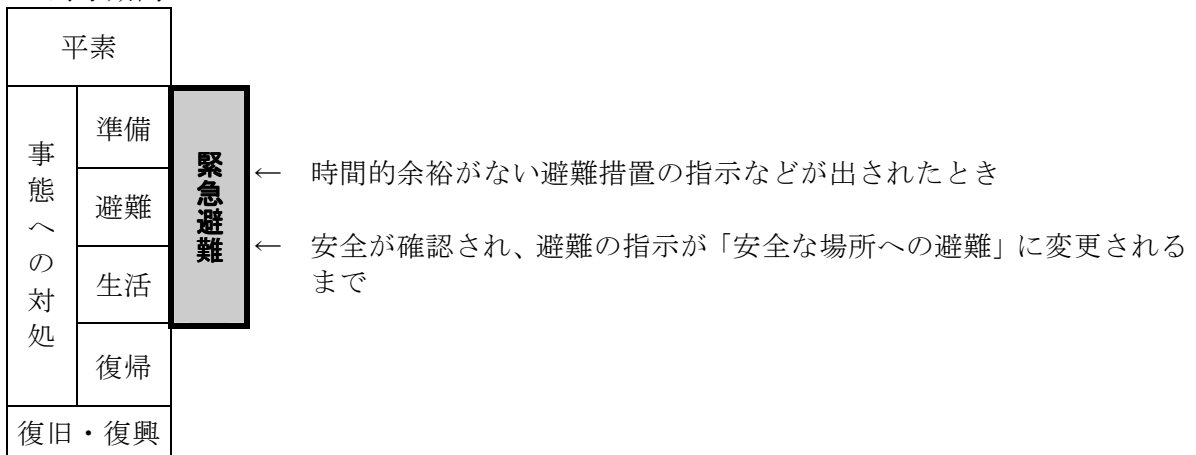 平素
事態への対処
準備
避難
生活
復帰
緊急避難
← 時間的余裕がない避難措置の指示などが出されたとき
← 安全が確認され、避難の指示が「安全な場所への避難」に変更される
まで
復旧・復興